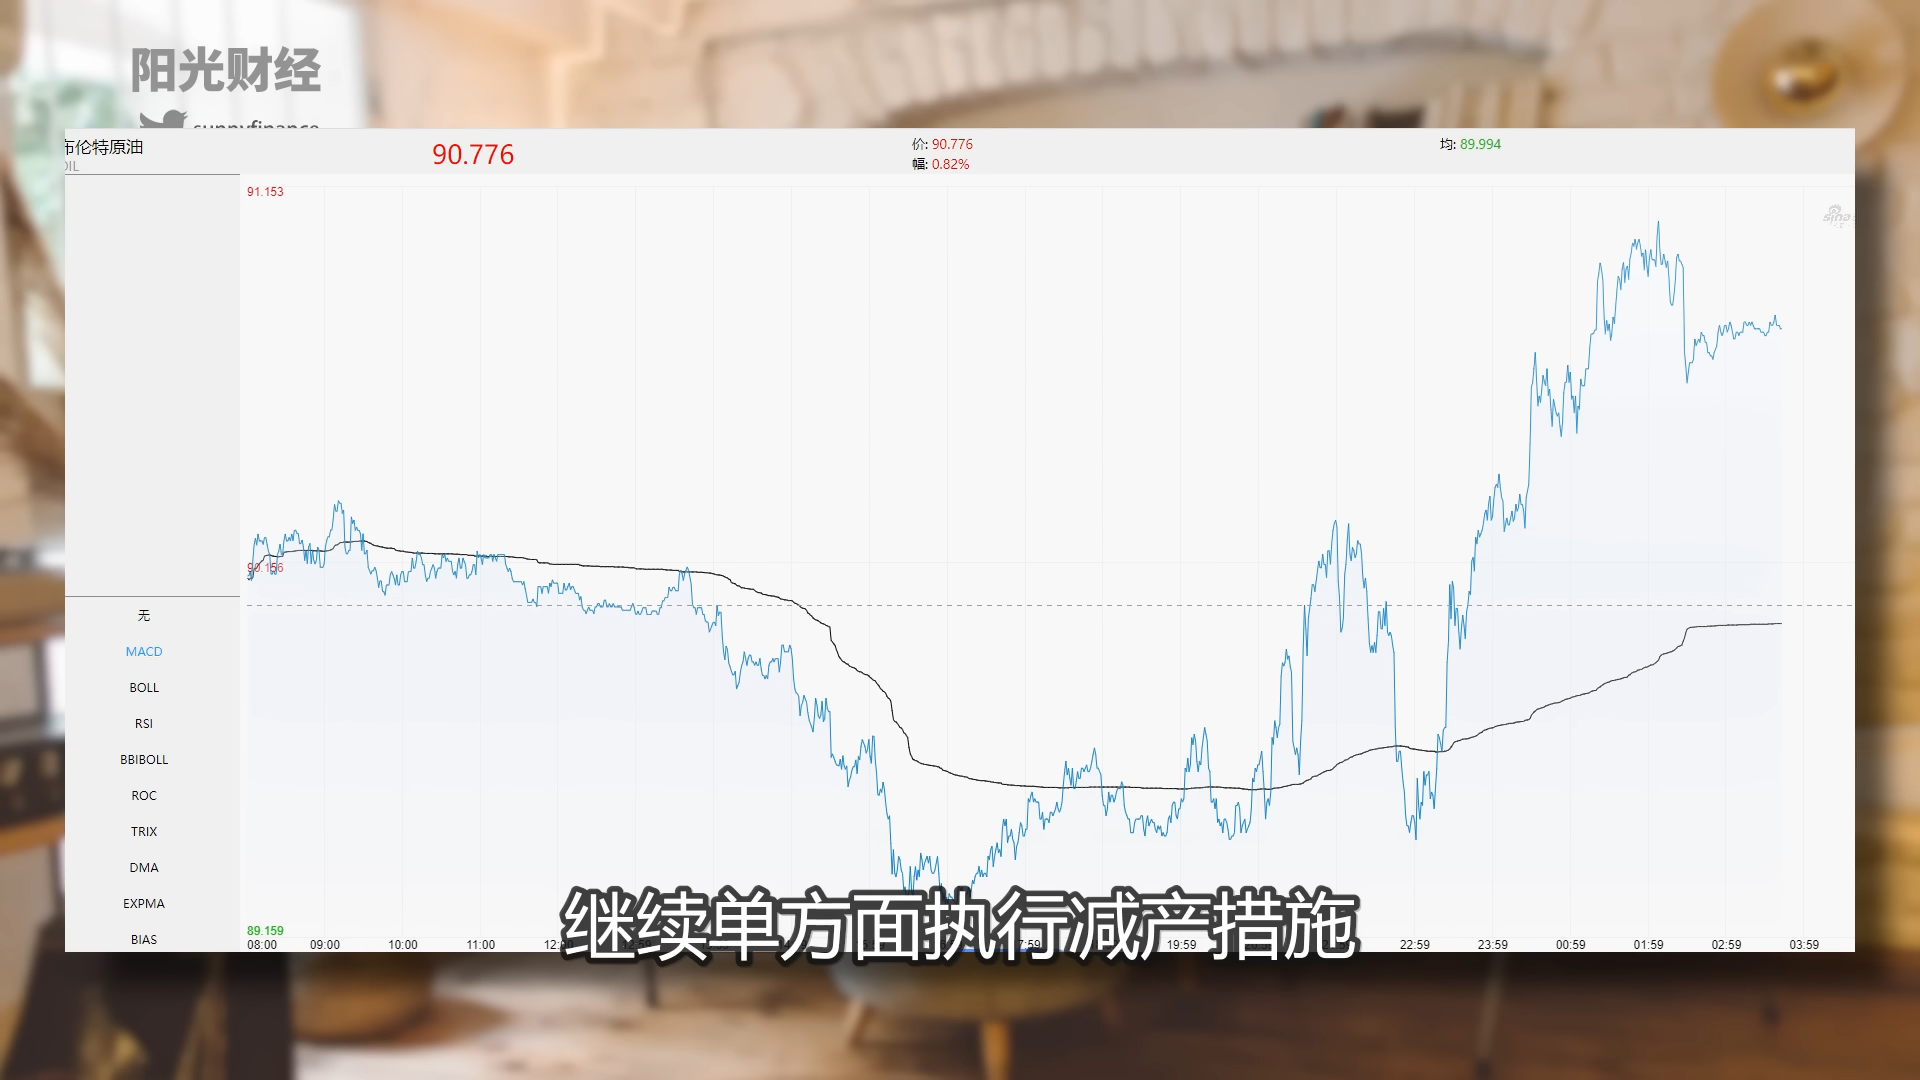 阳光财经
sunnyfinance
布伦特原油
OIL
90.776
价: 90.776
幅: 0.82%
均: 89.994
91.153
sina
90.156
无
MACD
BOLL
RSI
BBIBOLL
ROC
TRIX
DMA
EXPMA
BIAS
89.159
08:00 09:00 10:00 11:00 19:59 22:59 23:59 00:59 01:59 02:59 03:59
继续单方面执行减产措施